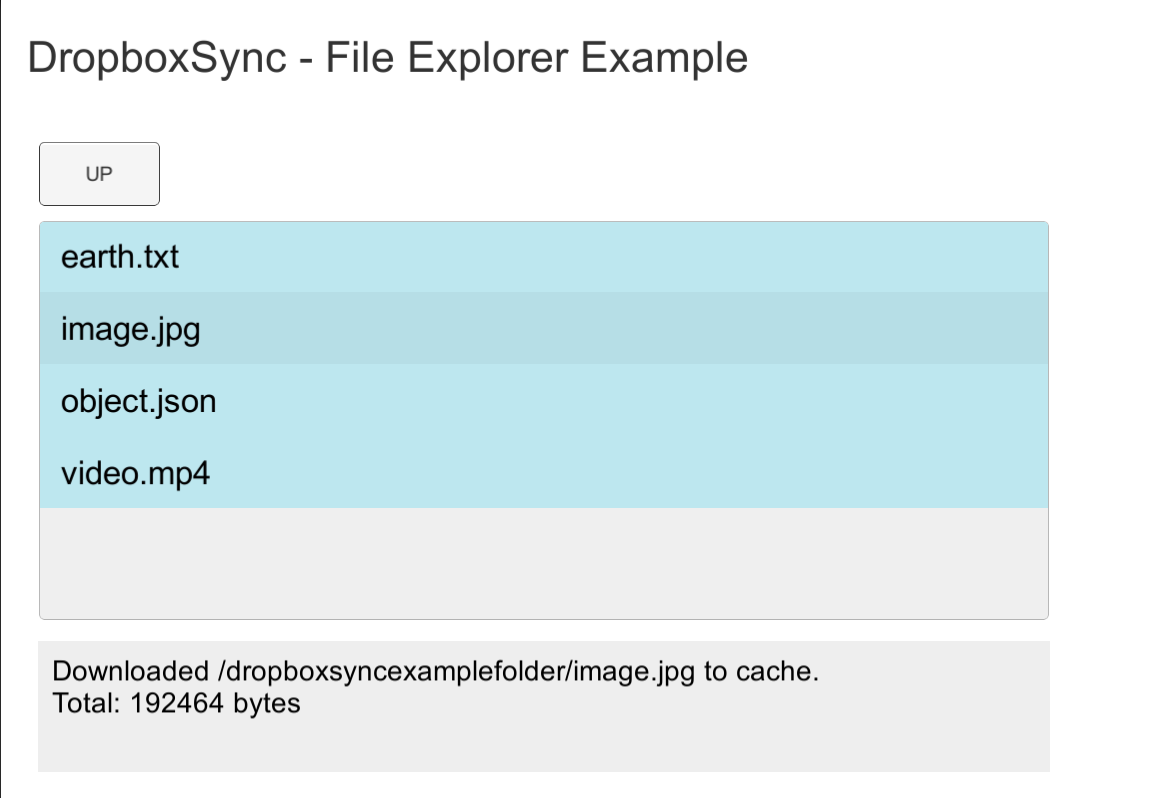 DropboxSync - File Explorer Example
UP
earth.txt
image.jpg
object.json
video.mp4
Downloaded /dropboxsyncexamplefolder/image.jpg to cache.
Total: 192464 bytes